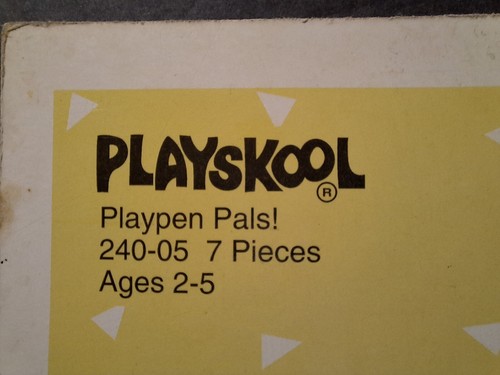 PLAYSKOOL®
Playpen Pals!
240-05 7 Pieces
Ages 2-5